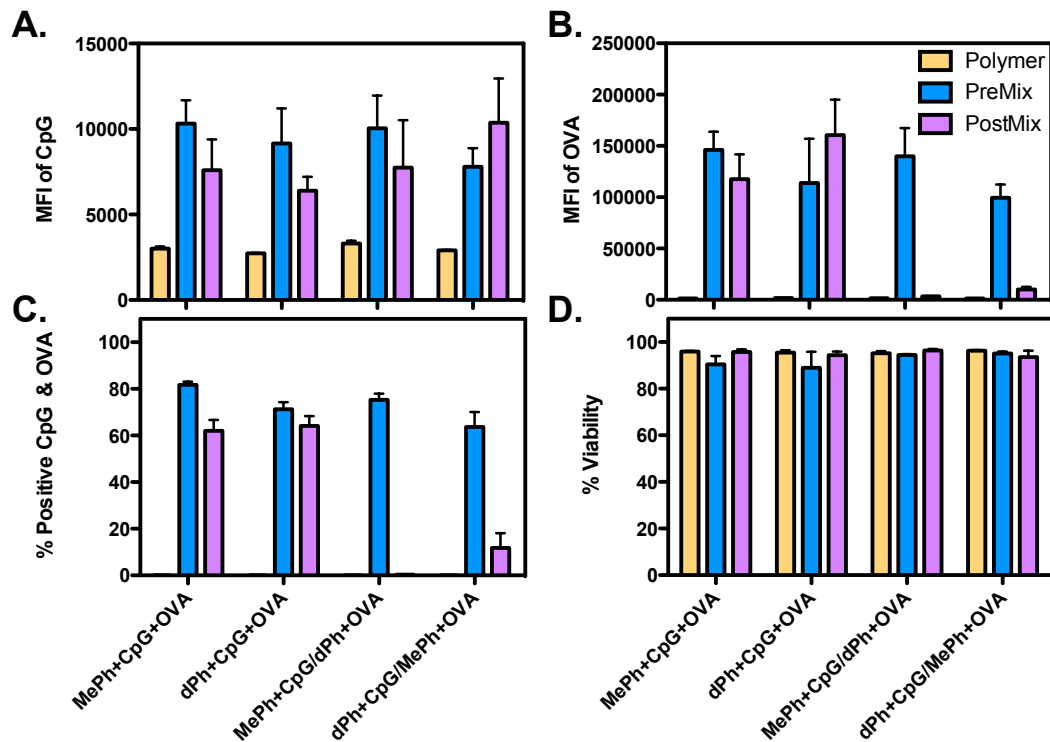 A.
MFI of CpG
15000
10000
5000
0
B.
MFI of OVA
250000
200000
150000
100000
50000
0
Polymer
PreMix
PostMix
C.
% Positive CpG & OVA
100
80
60
40
20
0
MePh+CpG+OVA
dPh+CpG+OVA
MePh+CpG/dPh+OVA
dPh+CpG/MePh+OVA
D.
% Viability
100
80
60
40
20
0
MePh+CpG+OVA
dPh+CpG+OVA
MePh+CpG/dPh+OVA
dPh+CpG/MePh+OVA